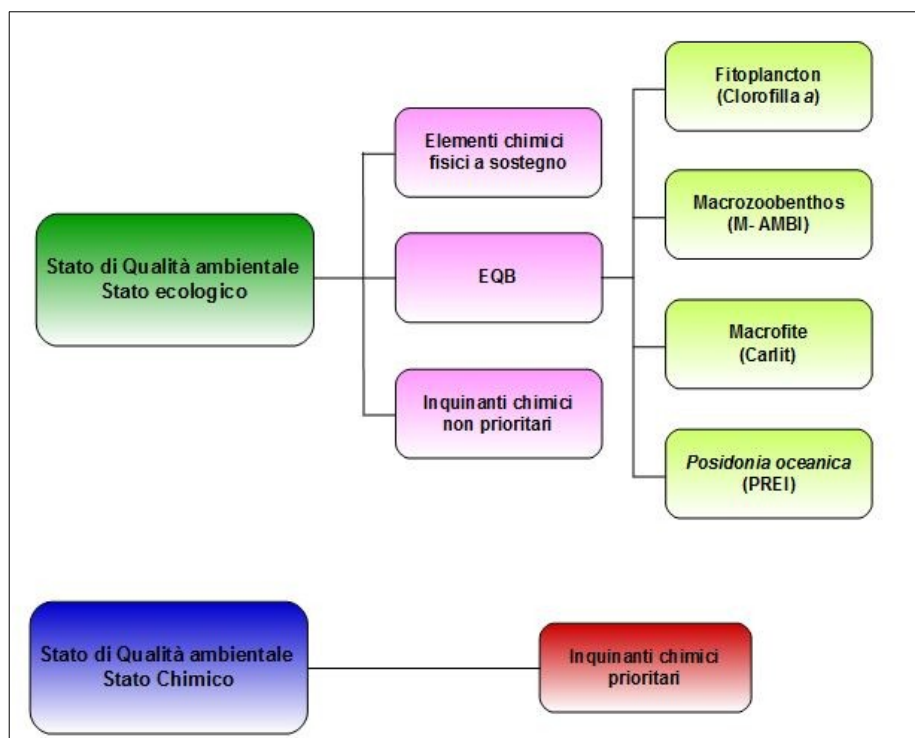 Stato di Qualità ambientale
Stato ecologico
Elementi chimici
fisici a sostegno
EQB
Inquinanti chimici
non prioritari
Fitoplancton
(Clorofilla a)
Macrozoobenthos
(M- AMBI)
Macrofite
(Carlit)
Posidonia oceanica
(PREI)
Stato di Qualità ambientale
Stato Chimico
Inquinanti chimici
prioritari